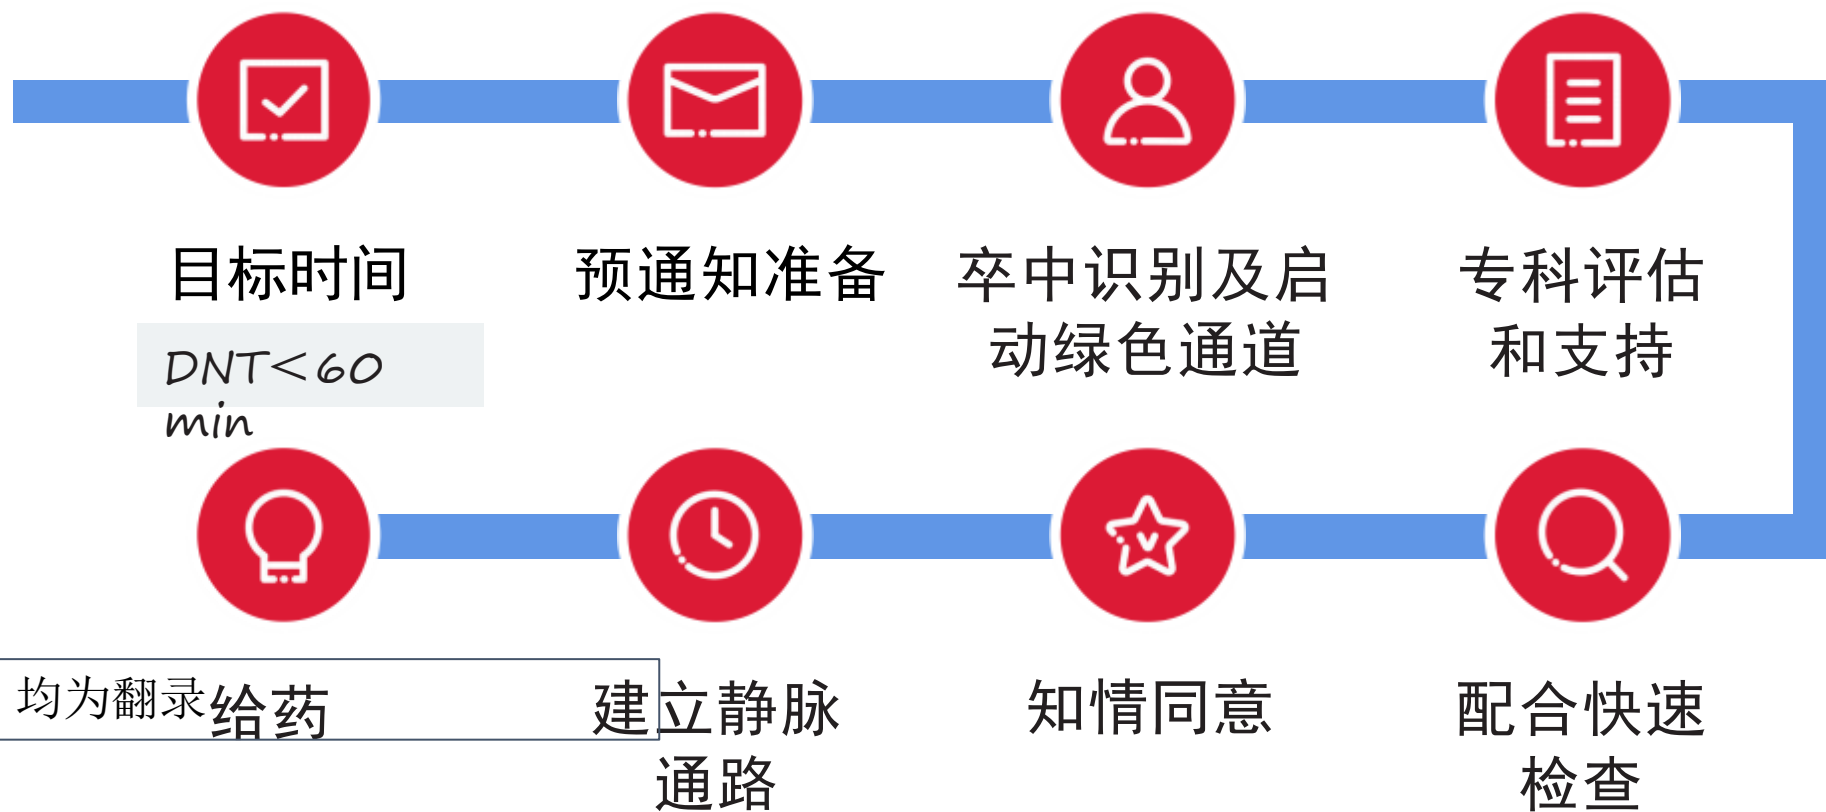 目标时间
DNT<60
min
预通知准备
卒中识别及启
动绿色通道
专科评估
和支持
均为翻录
给药
建立静脉
通路
知情同意
配合快速
检查